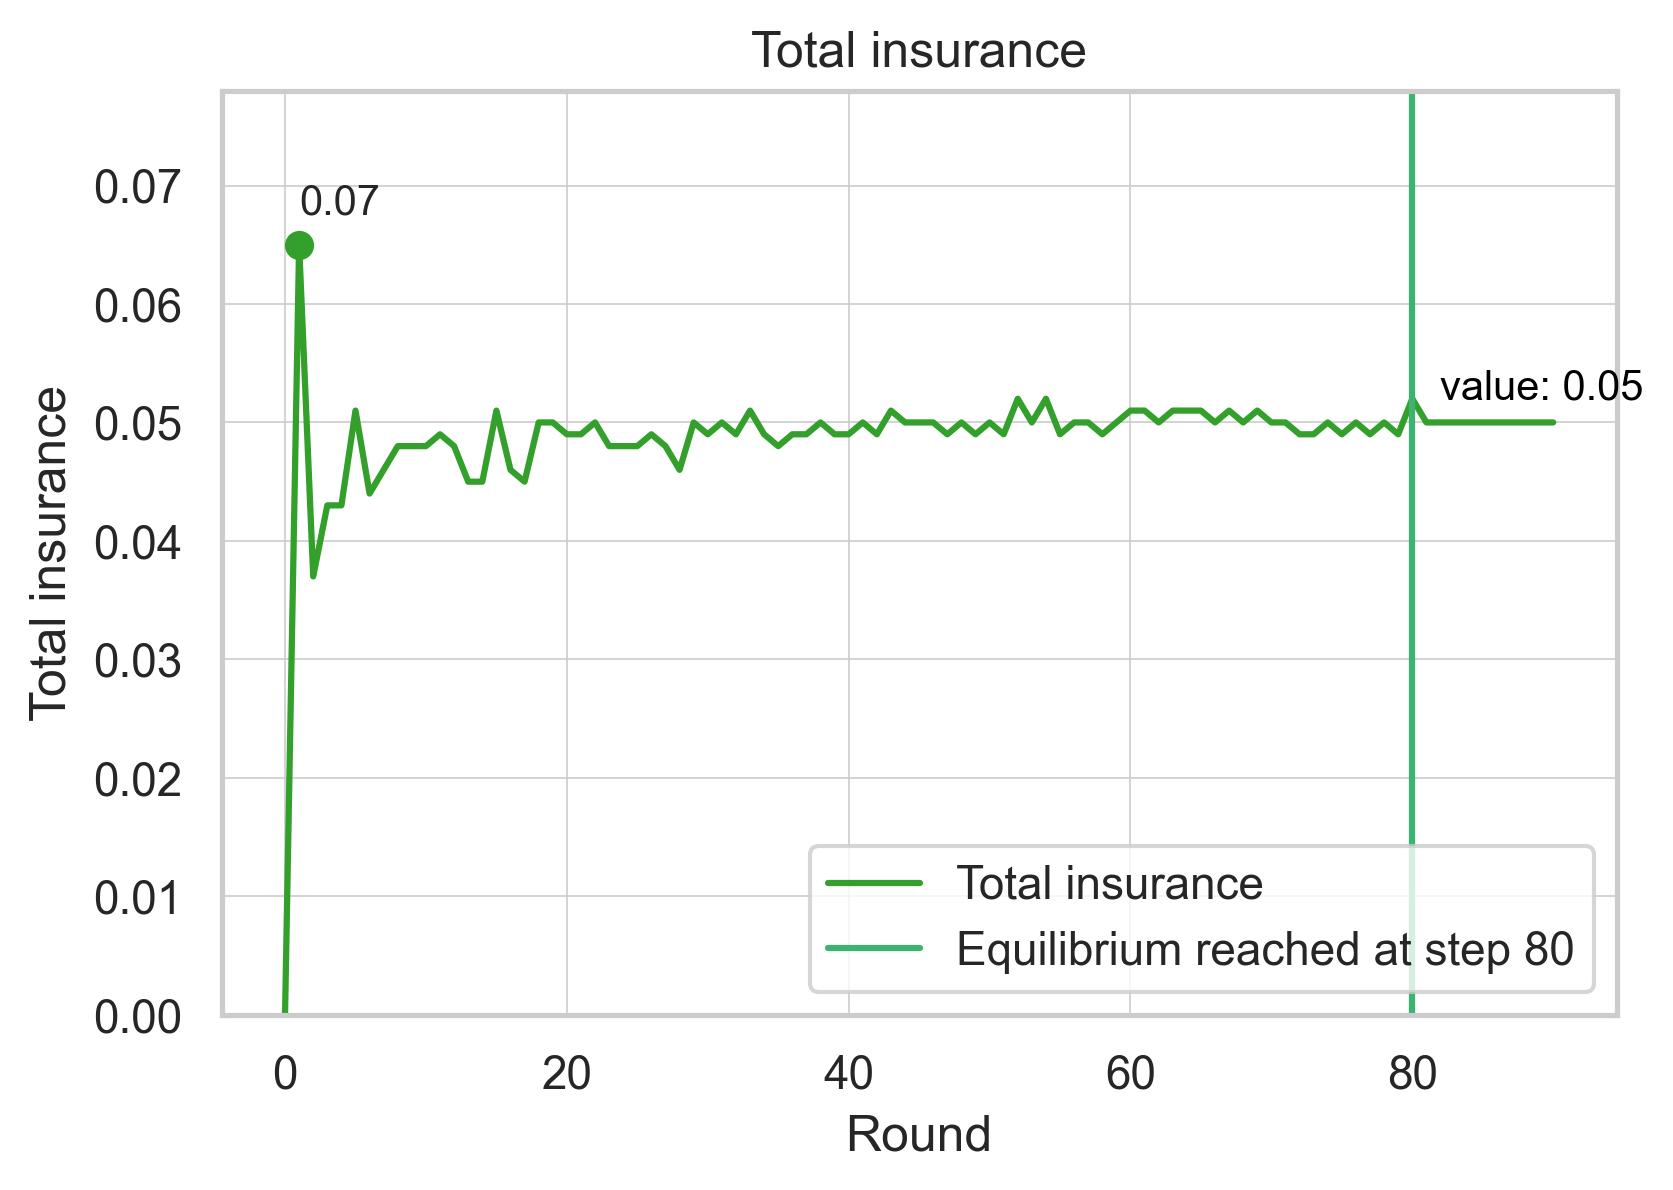 Total insurance
0.07
0.06
0.05
0.04
0.03
0.02
0.01
0.00
Total insurance
0.07
value: 0.05
Total insurance
Equilibrium reached at step 80
0 20 40 60 80
Round